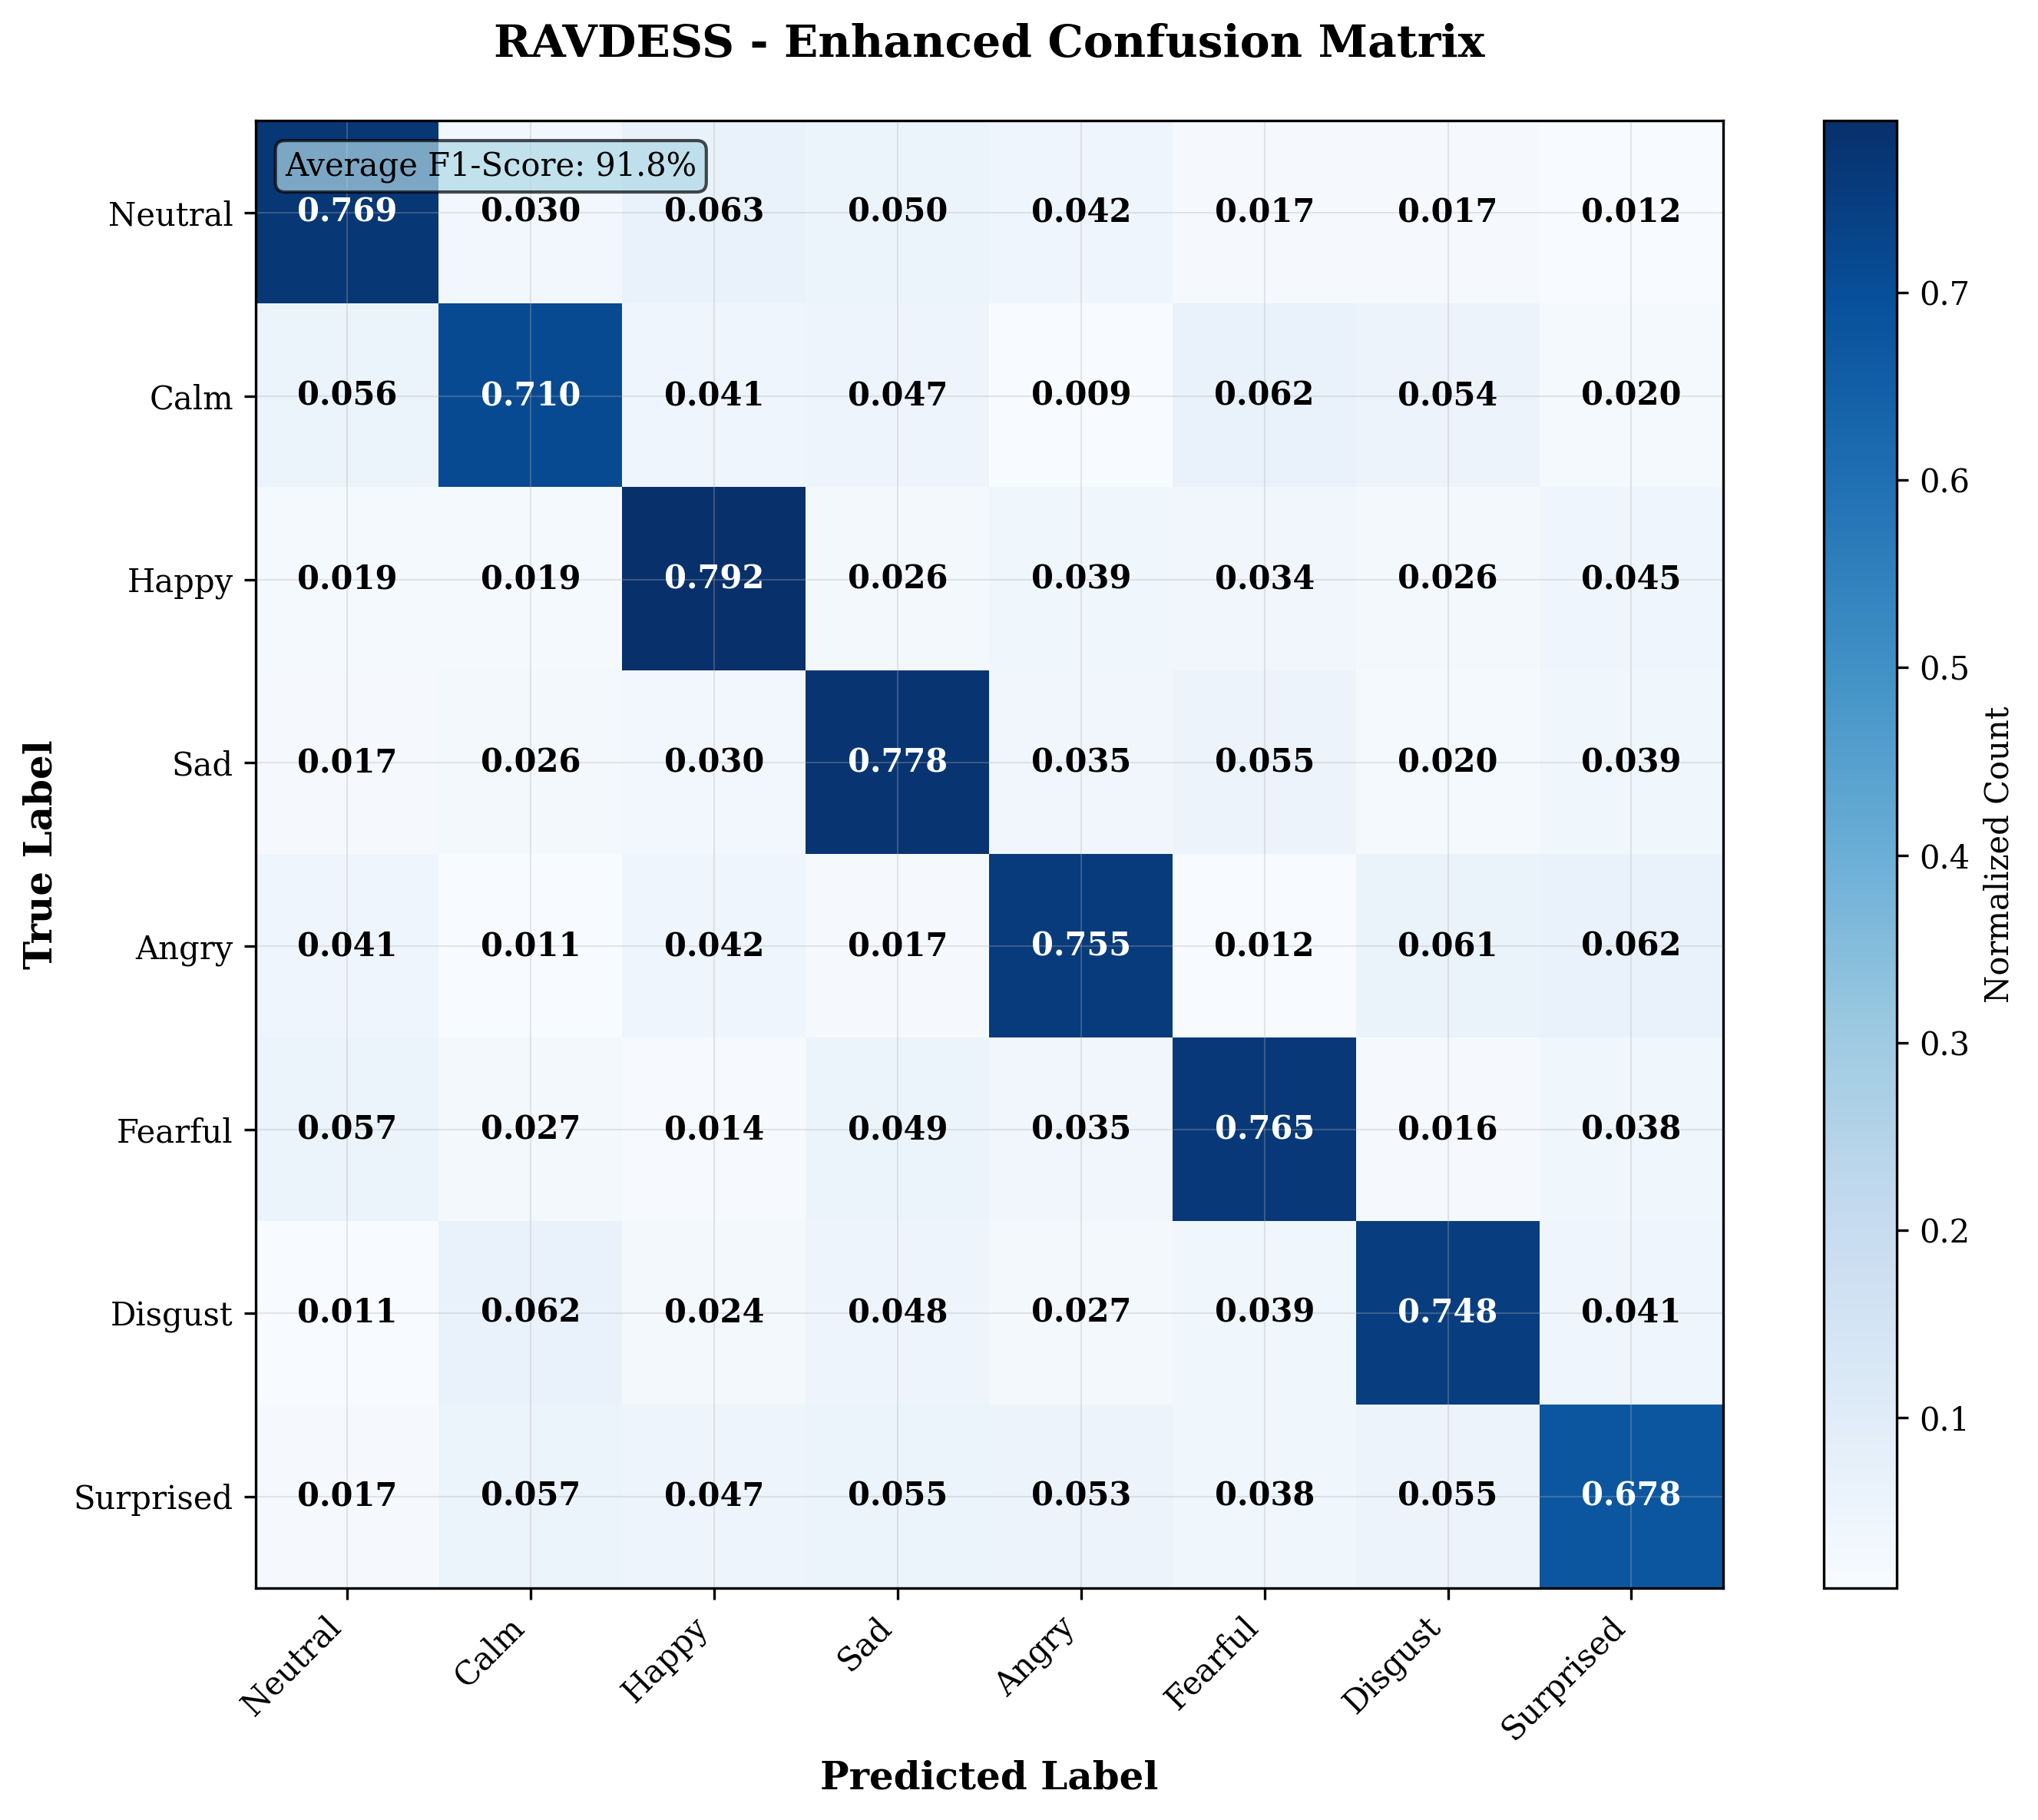 RAVDESS - Enhanced Confusion Matrix
Average F1-Score: 91.8%
Neutral 0.769 0.030 0.063 0.050 0.042 0.017 0.017 0.012
Calm 0.056 0.710 0.041 0.047 0.009 0.062 0.054 0.020
Happy 0.019 0.019 0.792 0.026 0.039 0.034 0.026 0.045
Sad 0.017 0.026 0.030 0.778 0.035 0.055 0.020 0.039
Angry 0.041 0.011 0.042 0.017 0.755 0.012 0.061 0.062
Fearful 0.057 0.027 0.014 0.049 0.035 0.765 0.016 0.038
Disgust 0.011 0.062 0.024 0.048 0.027 0.039 0.748 0.041
Surprised 0.017 0.057 0.047 0.055 0.053 0.038 0.055 0.678
Neutral Calm Happy Sad Angry Fearful Disgust Surprised
Predicted Label
True Label
0.7
0.6
0.5
0.4
0.3
0.2
0.1
Normalized Count